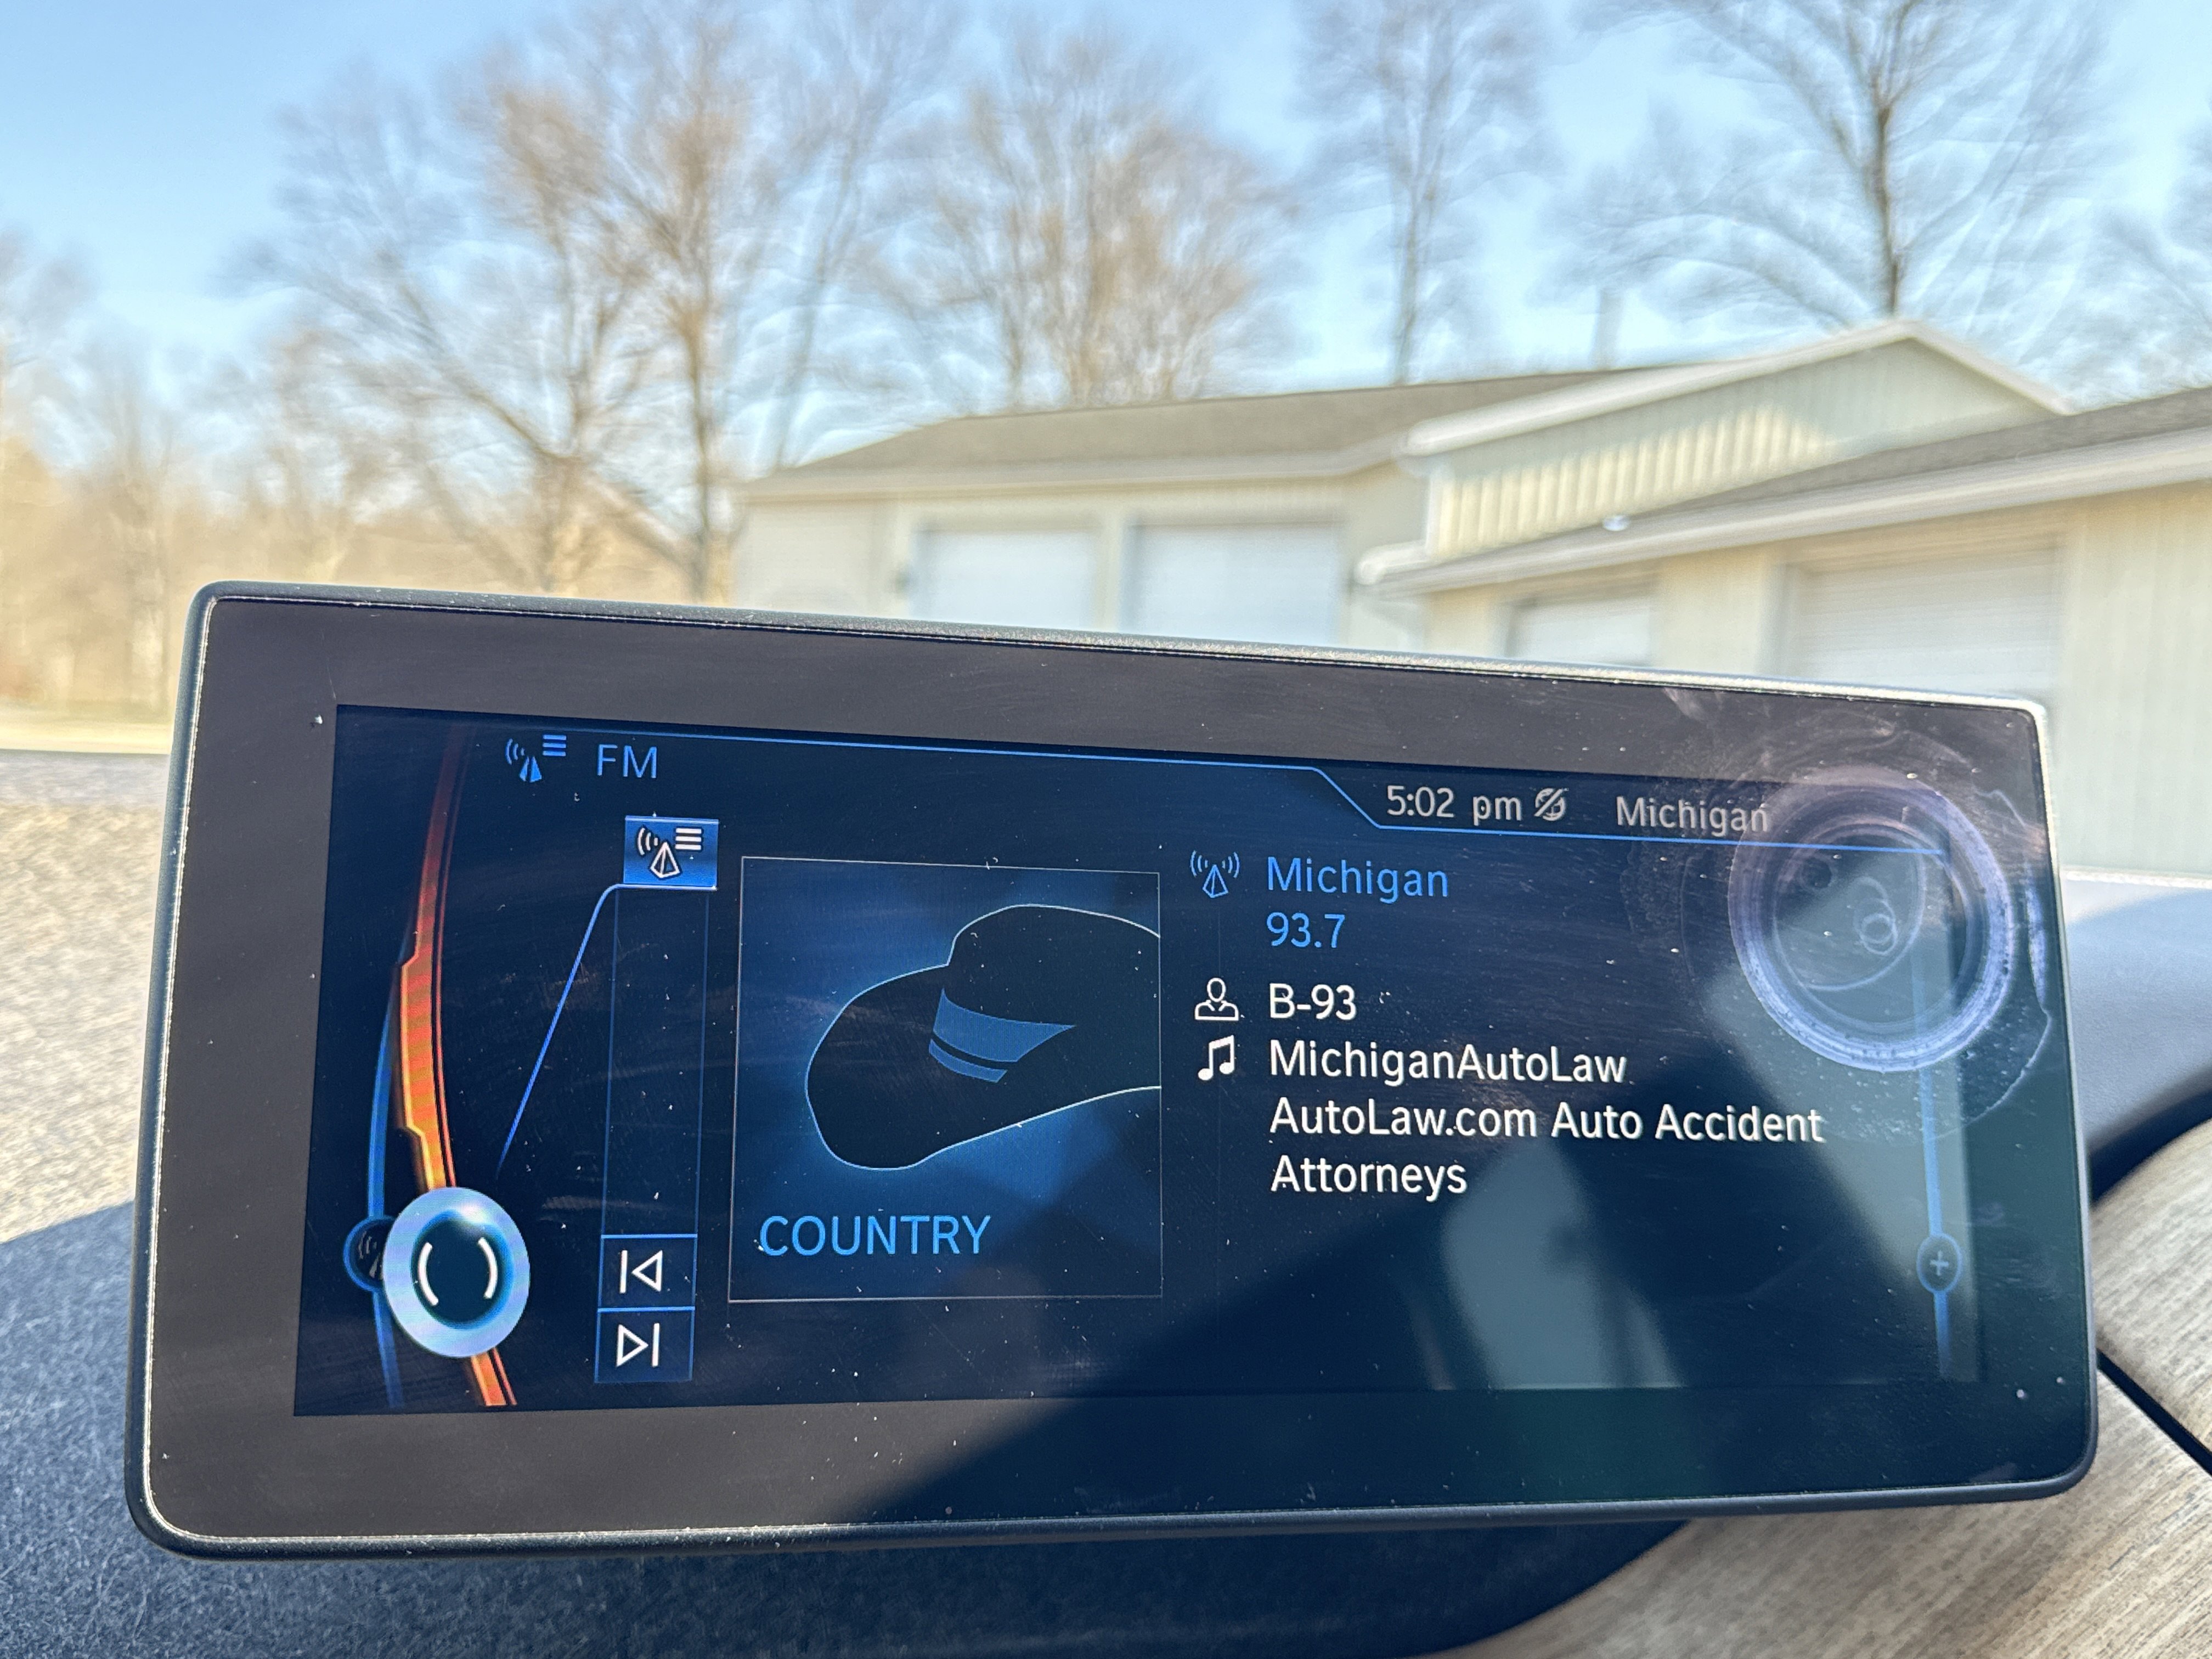 FM
5:02 pm Michigan
Michigan
93.7
B-93
MichiganAutoLaw
AutoLaw.com Auto Accident
Attorneys
COUNTRY